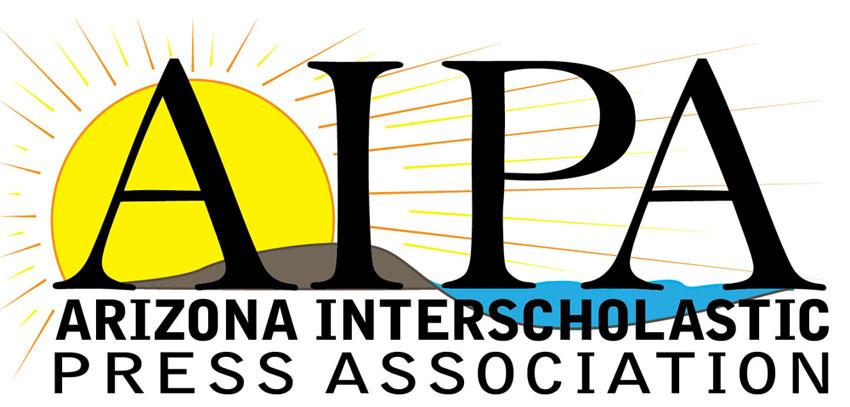 AIPA
ARIZONA INTERSCHOLASTIC
PRESS ASSOCIATION